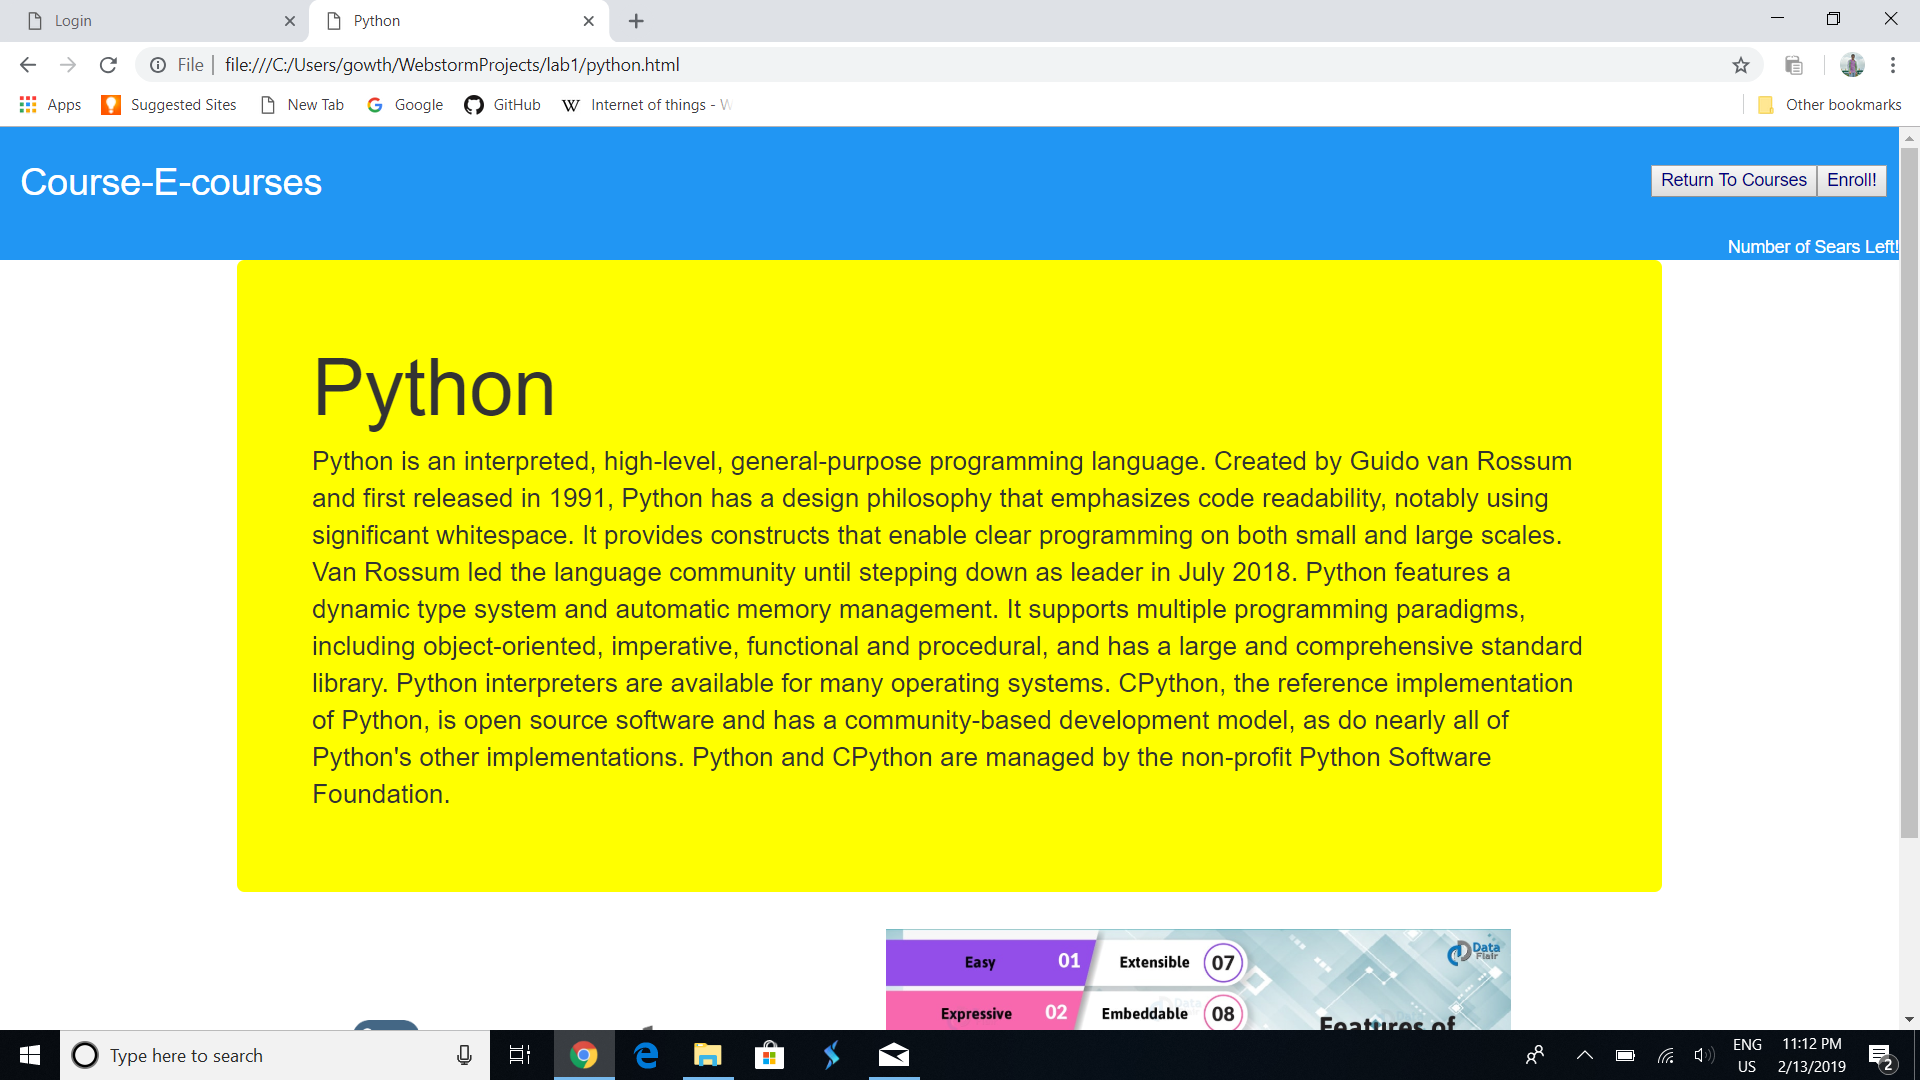 Login
Python
File
file:///C:/Users/gowth/WebstormProjects/lab1/python.html
Apps
Suggested Sites
New Tab
Google
GitHub
Internet of things - W
Other bookmarks
Course-E-courses
Return To Courses
Enroll!
Number of Sears Left!
Python
Python is an interpreted, high-level, general-purpose programming language. Created by Guido van Rossum
and first released in 1991, Python has a design philosophy that emphasizes code readability, notably using
significant whitespace. It provides constructs that enable clear programming on both small and large scales.
Van Rossum led the language community until stepping down as leader in July 2018. Python features a
dynamic type system and automatic memory management. It supports multiple programming paradigms,
including object-oriented, imperative, functional and procedural, and has a large and comprehensive standard
library. Python interpreters are available for many operating systems. CPython, the reference implementation
of Python, is open source software and has a community-based development model, as do nearly all of
Python's other implementations. Python and CPython are managed by the non-profit Python Software
Foundation.
Easy 01 Extensible 07
Data
Flair
Expressive 02 Embeddable 08
Features of
Type here to search
ENG
US
11:12 PM
2/13/2019
2